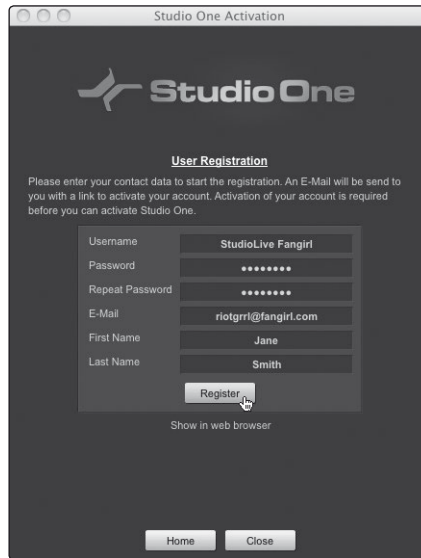 Studio One Activation
Studio One
User Registration
Please enter your contact data to start the registration. An E-Mail will be send to
you with a link to activate your account. Activation of your account is required
before you can activate Studio One.
Username StudioLive Fangirl
Password ••••••••
Repeat Password ••••••••
E-Mail riotgrrl@fangirl.com
First Name Jane
Last Name Smith
Register
Show in web browser
Home Close